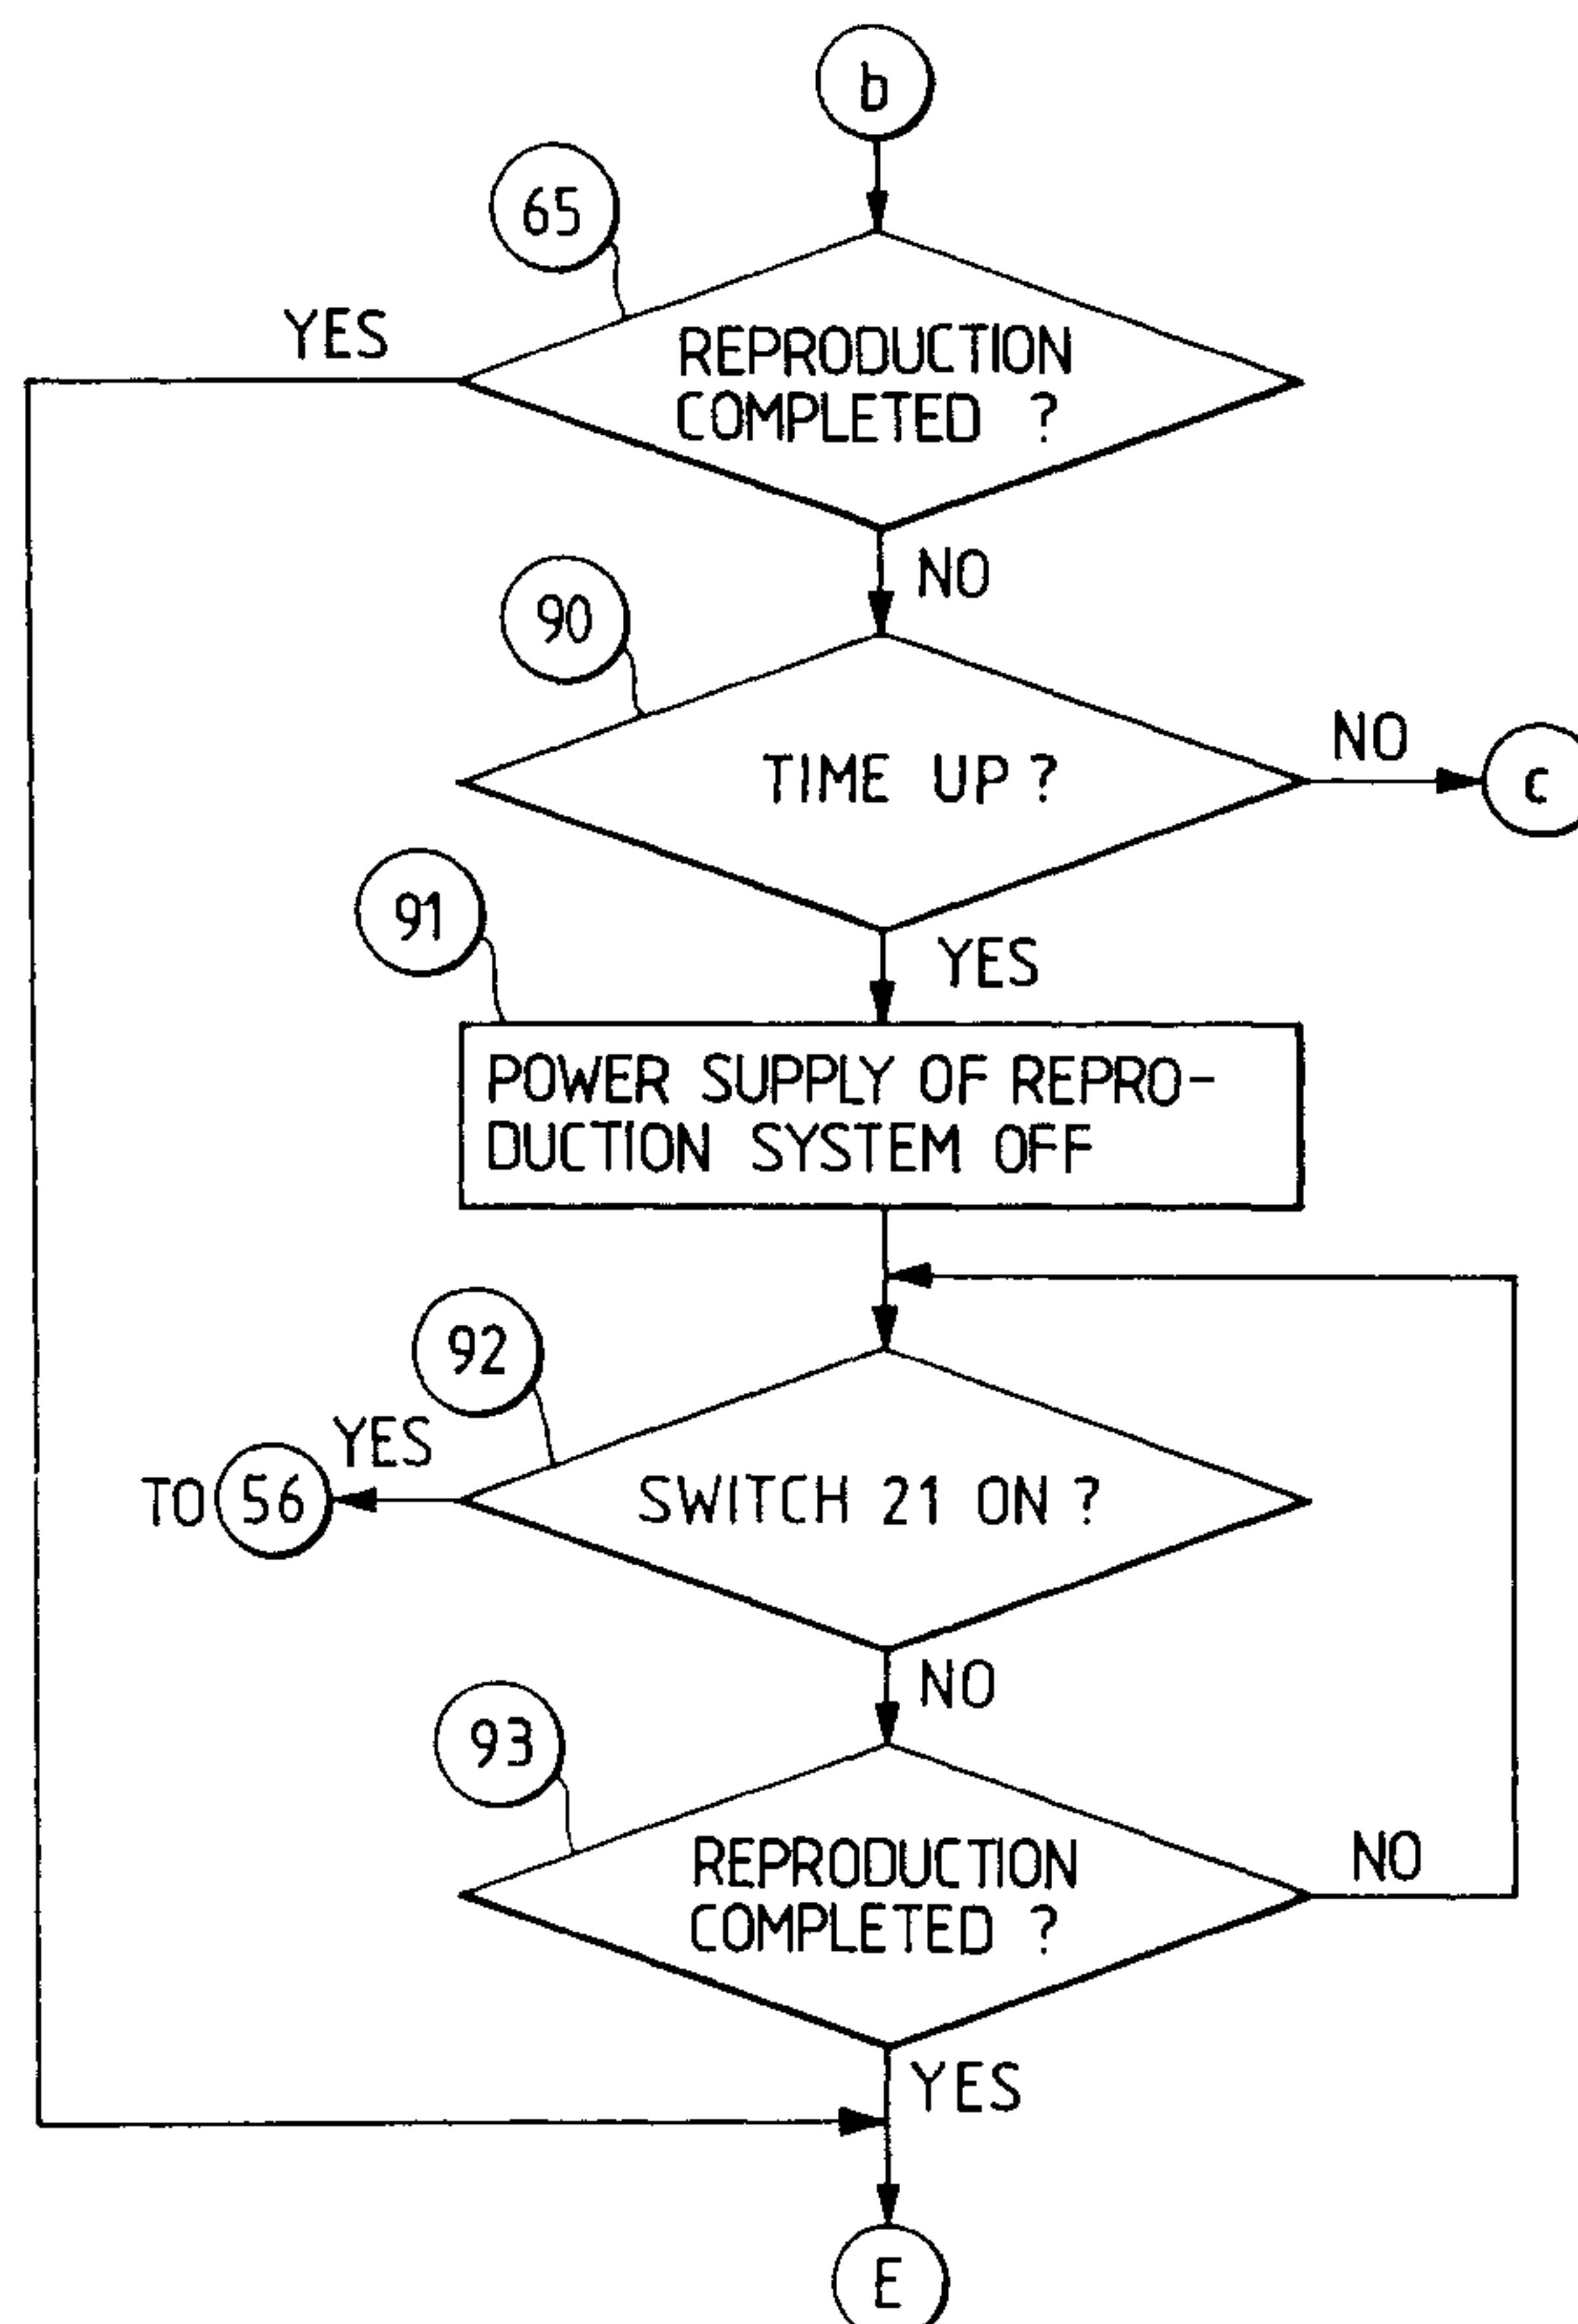 b
65
YES
REPRODUCTION
COMPLETED ?
NO
90
TIME UP ?
NO
c
91
YES
POWER SUPPLY OF REPRO-
DUCTION SYSTEM OFF
92
YES
TO 56
SWITCH 21 ON ?
NO
93
REPRODUCTION
COMPLETED ?
NO
YES
E